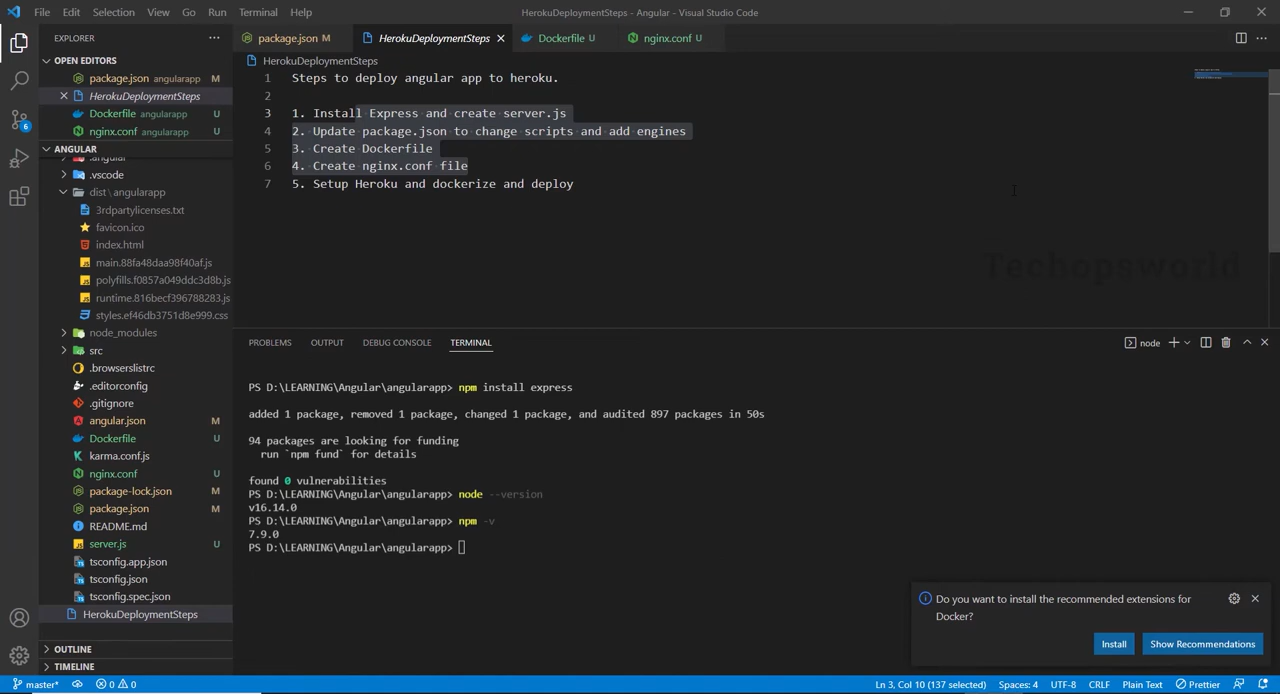 File Edit Selection View Go Run Terminal Help HerokuDeploymentSteps - Angular - Visual Studio Code
EXPLORER
OPEN EDITORS
package.json angularapp M
HerokuDeploymentSteps
Dockerfile angularapp U
nginx.conf angularapp U
ANGULAR
.angular
.vscode
dist \ angularapp
3rdpartylicenses.txt
favicon.ico
index.html
main.88fa48daa98f40af.js
polyfills.f0857a049ddc3d8b.js
runtime.816becf396788283.js
styles.ef46db3751d8e999.css
node_modules
src
.browserslistrc
.editorconfig
.gitignore
angular.json M
Dockerfile U
karma.conf.js
nginx.conf U
package-lock.json M
package.json M
README.md
server.js U
tsconfig.app.json
tsconfig.json
tsconfig.spec.json
HerokuDeploymentSteps
OUTLINE
TIMELINE
package.json M HerokuDeploymentSteps Dockerfile U nginx.conf U
HerokuDeploymentSteps
1 Steps to deploy angular app to heroku.
2
3 1. Install Express and create server.js
4 2. Update package.json to change scripts and add engines
5 3. Create Dockerfile
6 4. Create nginx.conf file
7 5. Setup Heroku and dockerize and deploy
Techopsworld
PROBLEMS OUTPUT DEBUG CONSOLE TERMINAL node
PS D:\LEARNING\Angular\angularapp> npm install express
added 1 package, removed 1 package, changed 1 package, and audited 897 packages in 50s
94 packages are looking for funding
run `npm fund` for details
found 0 vulnerabilities
PS D:\LEARNING\Angular\angularapp> node --version
v16.14.0
PS D:\LEARNING\Angular\angularapp> npm -v
7.9.0
PS D:\LEARNING\Angular\angularapp>
Do you want to install the recommended extensions for
Docker?
Install Show Recommendations
6
master* 0 0 Ln 3, Col 10 (137 selected) Spaces: 4 UTF-8 CRLF Plain Text Prettier